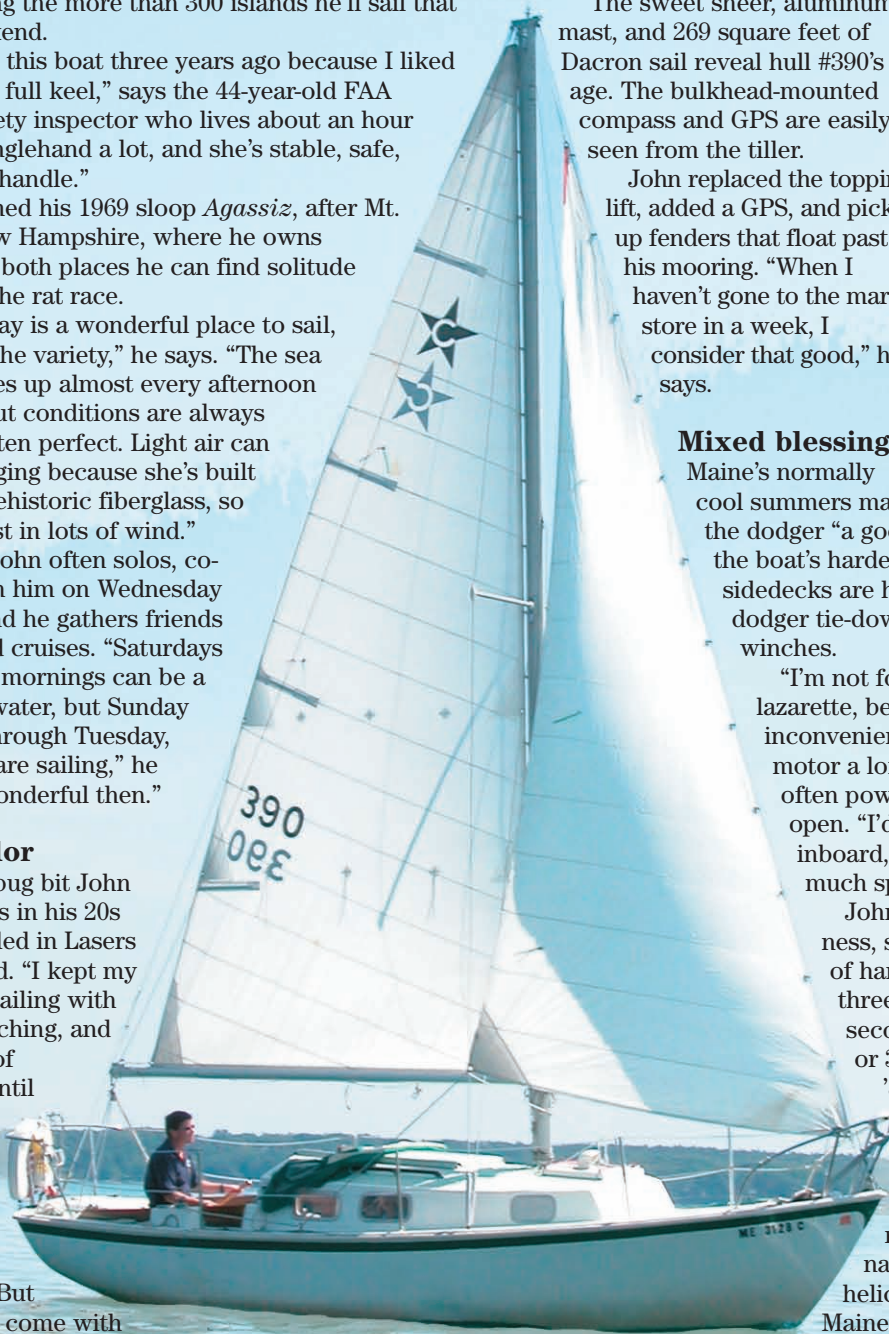 g the more than 300 islands he'll sail that
end.
this boat three years ago because I liked
full keel," says the 44-year-old FAA
ety inspector who lives about an hour
nglehand a lot, and she's stable, safe,
handle."
ned his 1969 sloop Agassiz, after Mt.
w Hampshire, where he owns
both places he can find solitude
he rat race.
ay is a wonderful place to sail,
he variety," he says. "The sea
es up almost every afternoon
ut conditions are always
ten perfect. Light air can
ging because she's built
ehistoric fiberglass, so
st in lots of wind."
ohn often solos, co-
n him on Wednesday
nd he gathers friends
l cruises. "Saturdays
mornings can be a
water, but Sunday
hrough Tuesday,
are sailing," he
onderful then."
lor
oug bit John
s in his 20s
led in Lasers
d. "I kept my
ailing with
ching, and
of
ntil
But
come with
The sweet sheer, aluminum
mast, and 269 square feet of
Dacron sail reveal hull #390's
age. The bulkhead-mounted
compass and GPS are easily
seen from the tiller.
John replaced the toppin
lift, added a GPS, and pick
up fenders that float past
his mooring. "When I
haven't gone to the mar
store in a week, I
consider that good," h
says.
Mixed blessing
Maine's normally
cool summers ma
the dodger "a goo
the boat's harde
sidedecks are h
dodger tie-dow
winches.
"I'm not fo
lazarette, be
inconvenien
motor a lo
often pow
open. "I'd
inboard,
much sp
John
ness, s
of har
three
seco
or 3
'
r
na
helic
Maine
C
C
390
390
ME 3128 C